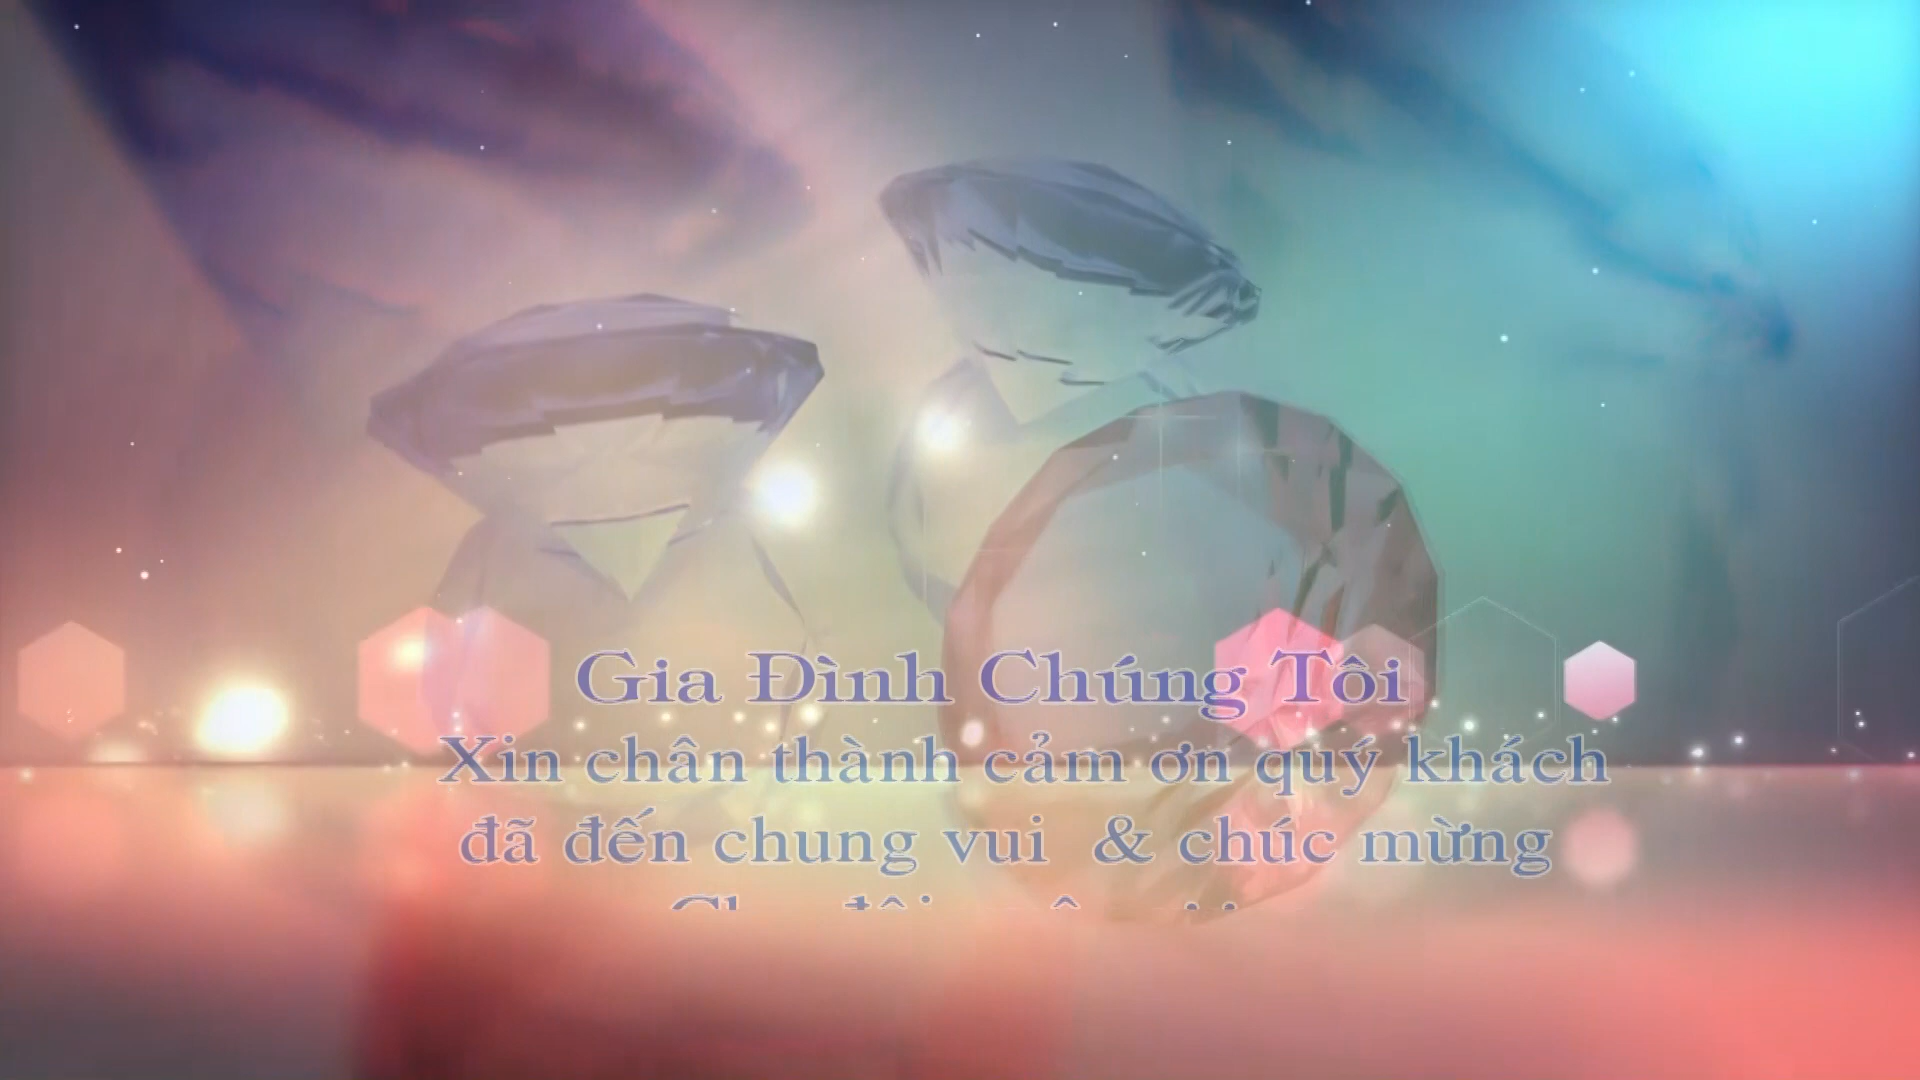 Gia Đình Chúng Tôi
Xin chân thành cảm ơn quý khách
đã đến chung vui & chúc mừng